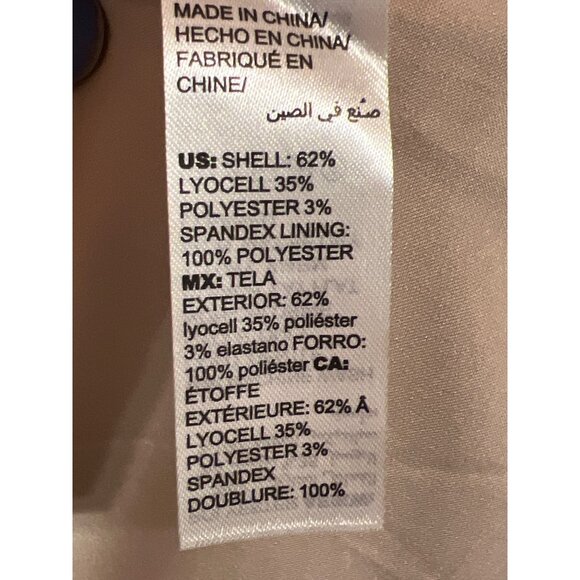 MADE IN CHINA/
HECHO EN CHINA/
FABRIQUÉ EN
CHINE/
صنع في الصين
US: SHELL: 62%
LYOCELL 35%
POLYESTER 3%
SPANDEX LINING:
100% POLYESTER
MX: TELA
EXTERIOR: 62%
lyocell 35% poliéster
3% elastano FORRO:
100% poliéster CA:
ÉTOFFE
EXTÉRIEURE: 62% Â
LYOCELL 35%
POLYESTER 3%
SPANDEX
DOUBLURE: 100%